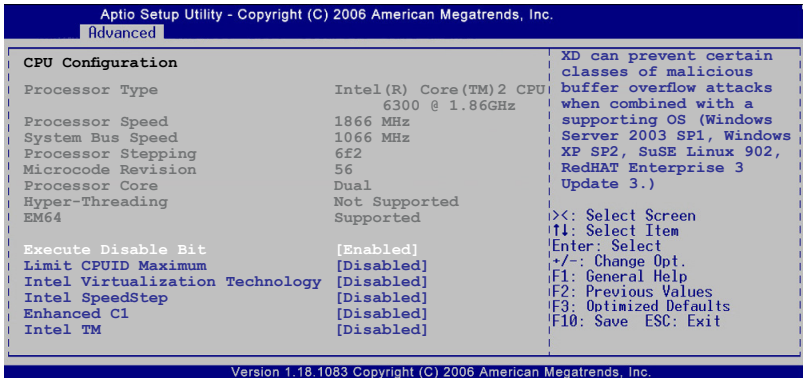 Aptio Setup Utility - Copyright (C) 2006 American Megatrends, Inc.
Advanced
CPU Configuration
Processor Type Intel(R) Core(TM)2 CPU
6300 @ 1.86GHz
Processor Speed 1866 MHz
System Bus Speed 1066 MHz
Processor Stepping 6f2
Microcode Revision 56
Processor Core Dual
Hyper-Threading Not Supported
EM64 Supported
Execute Disable Bit [Enabled]
Limit CPUID Maximum [Disabled]
Intel Virtualization Technology [Disabled]
Intel SpeedStep [Disabled]
Enhanced C1 [Disabled]
Intel TM [Disabled]
XD can prevent certain
classes of malicious
buffer overflow attacks
when combined with a
supporting OS (Windows
Server 2003 SP1, Windows
XP SP2, SuSE Linux 902,
RedHAT Enterprise 3
Update 3.)
><: Select Screen
↑↓: Select Item
Enter: Select
+/-: Change Opt.
F1: General Help
F2: Previous Values
F3: Optimized Defaults
F10: Save ESC: Exit
Version 1.18.1083 Copyright (C) 2006 American Megatrends, Inc.